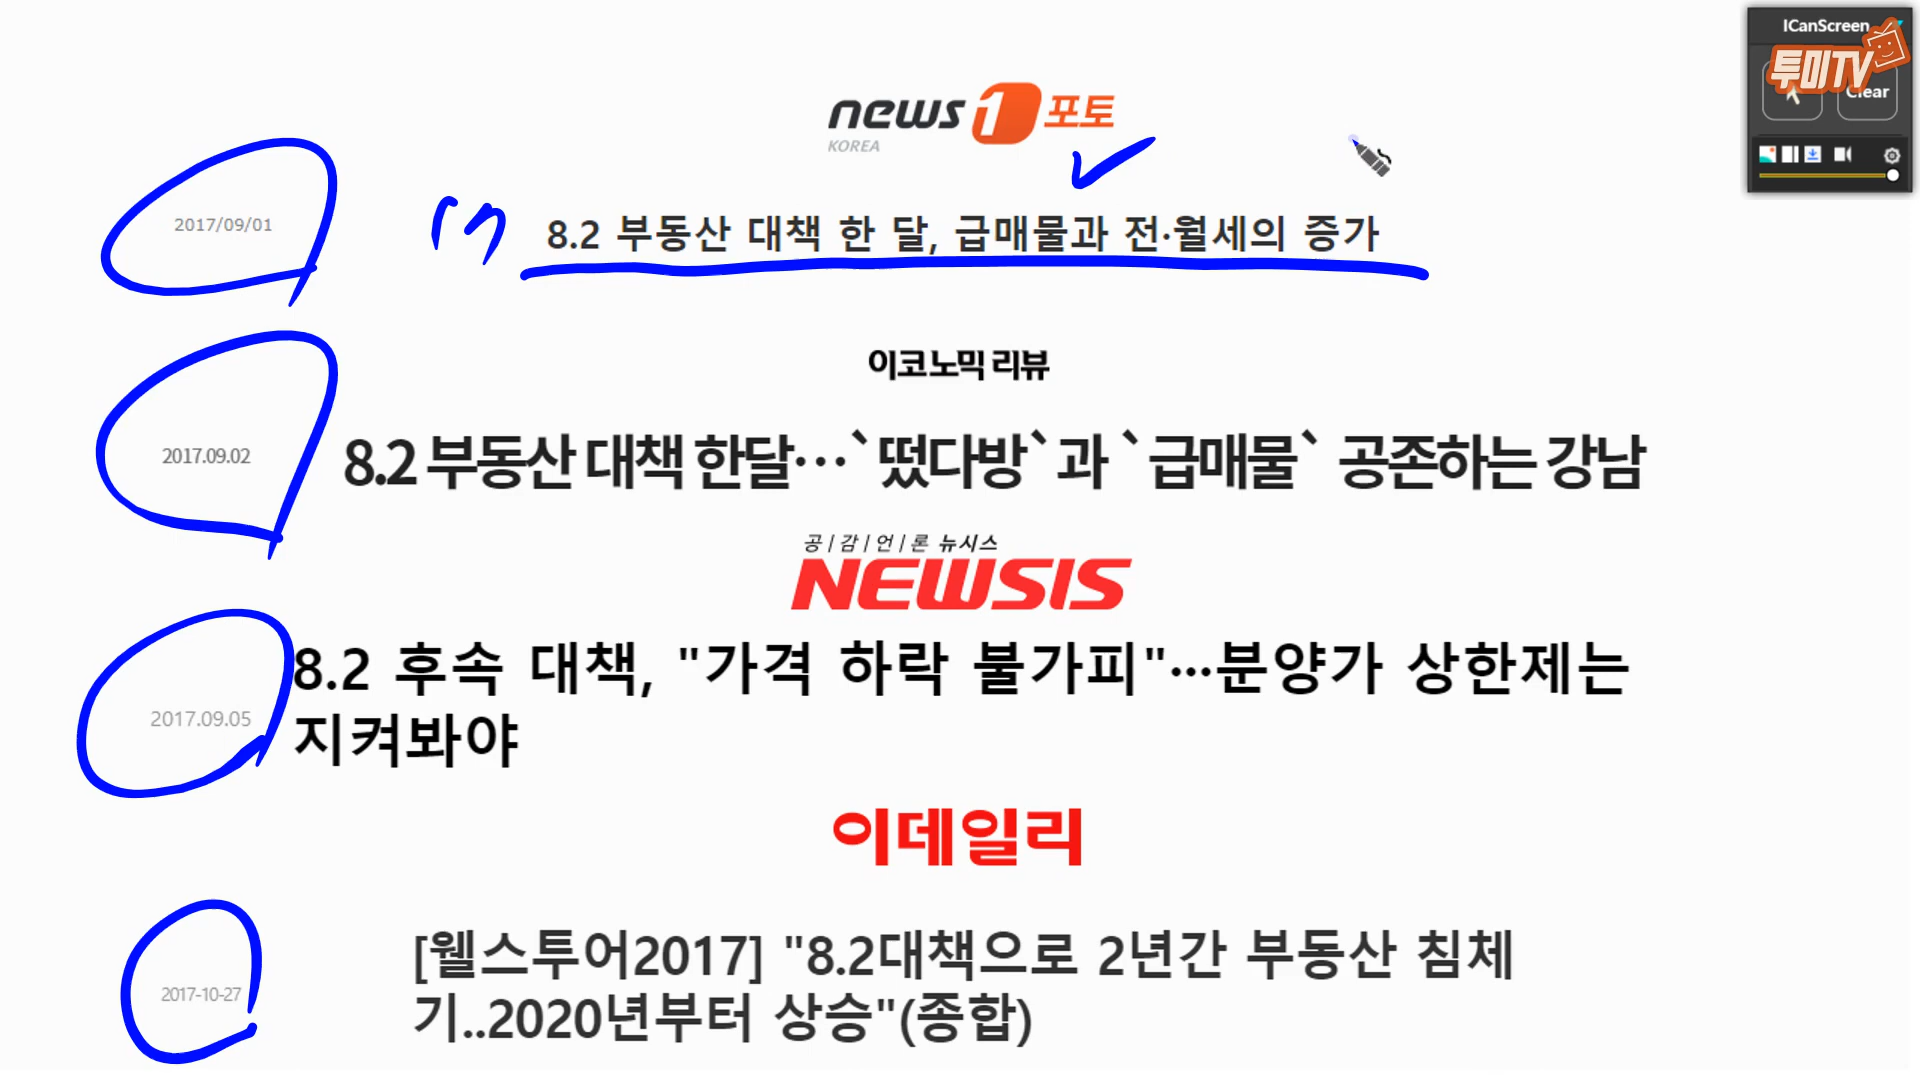 ICanScreen
투미TV
Clear
news1 포토
KOREA
2017/09/01
8.2 부동산 대책 한 달, 급매물과 전·월세의 증가
이코노믹리뷰
2017.09.02
8.2 부동산 대책 한달…`떴다방`과 `급매물` 공존하는 강남
공|감|언|론 뉴시스
NEWSIS
8.2 후속 대책, "가격 하락 불가피"…분양가 상한제는
2017.09.05
지켜봐야
이데일리
[웰스투어2017] "8.2대책으로 2년간 부동산 침체
2017-10-27
기..2020년부터 상승"(종합)